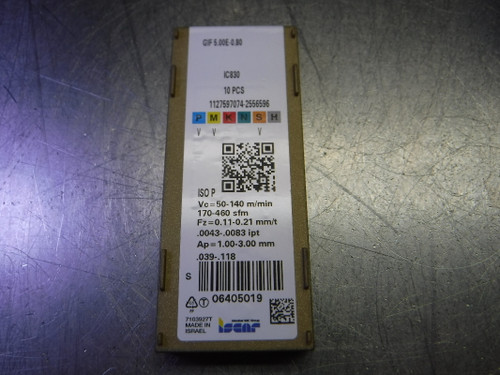 GIF 5.00E-0.80
IC830
10 PCS
1127597074-2556596
P M K N S H
V V V
ISO P
Vc=50-140 m/min
170-460 sfm
Fz=0.11-0.21 mm/t
.0043-.0083 ipt
Ap=1.00-3.00 mm
.039-.118
S
T 06405019
7103927T
MADE IN
ISRAEL
iscar